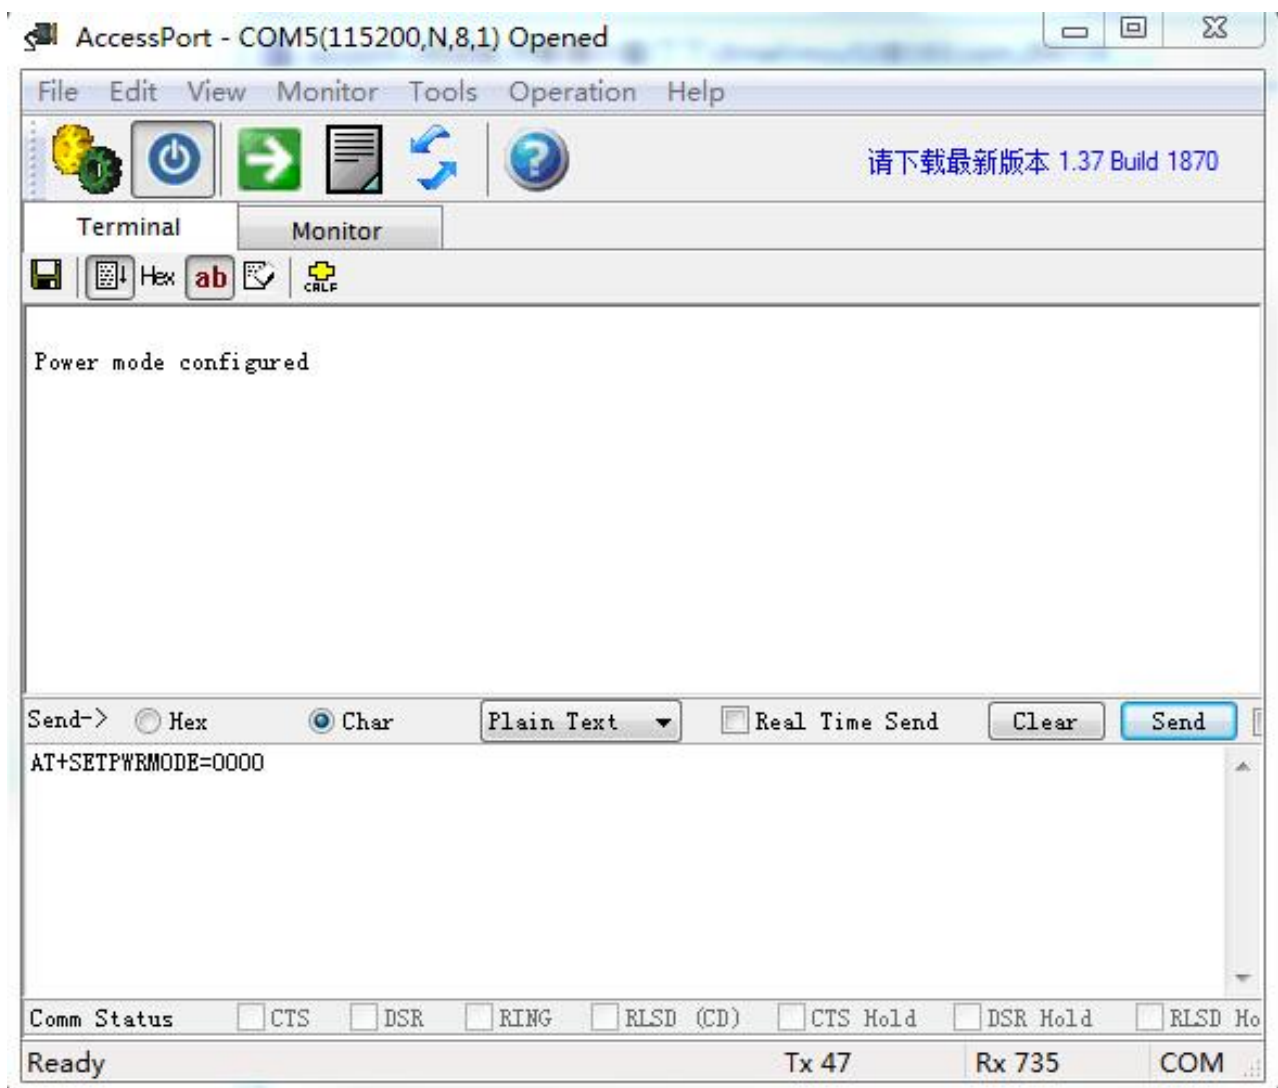 AccessPort - COM5(115200,N,8,1) Opened
File Edit View Monitor Tools Operation Help
请下载最新版本 1.37 Build 1870
Terminal Monitor
Hex ab CRLF
Power mode configured
Send-> Hex Char Plain Text Real Time Send Clear Send
AT+SETPWRMODE=0000
Comm Status CTS DSR RING RLSD (CD) CTS Hold DSR Hold RLSD Ho
Ready Tx 47 Rx 735 COM